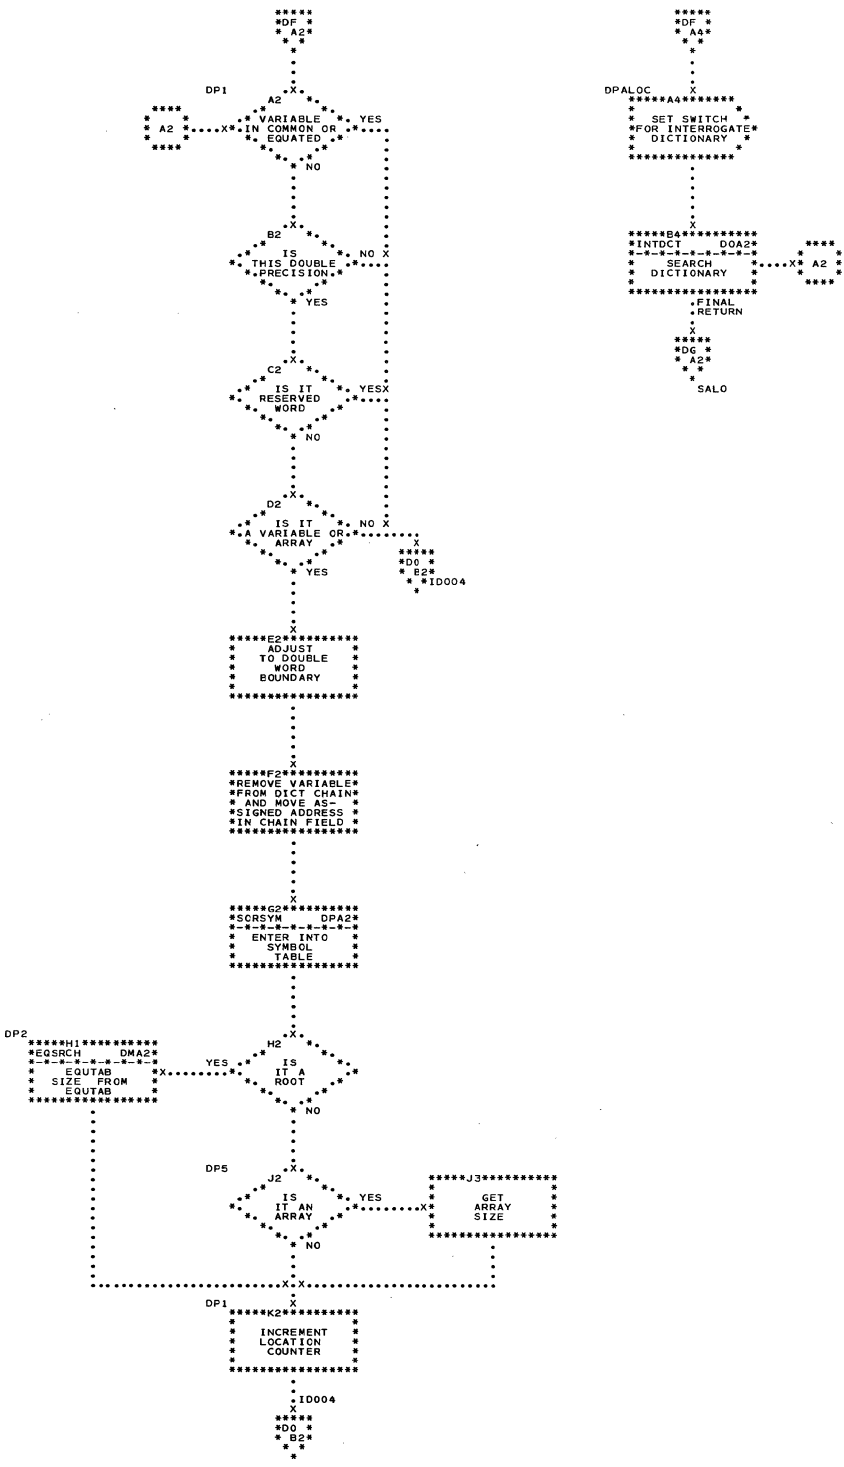 DF
A2
DP1
A2
VARIABLE
IN COMMON OR
EQUATED
YES
A2
NO
B2
IS
THIS DOUBLE
PRECISION
NO
YES
C2
IS IT
RESERVED
WORD
YES
NO
D2
IS IT
A VARIABLE OR
ARRAY
NO
YES
D0
B2
ID004
E2
ADJUST
TO DOUBLE
WORD
BOUNDARY
F2
REMOVE VARIABLE
FROM DICT CHAIN
AND MOVE AS-
SIGNED ADDRESS
IN CHAIN FIELD
G2
SORSYM DPA2
ENTER INTO
SYMBOL
TABLE
H2
IS
IT A
ROOT
YES
NO
DP2
H1
EQSRCH DMA2
EQUTAB
SIZE FROM
EQUTAB
DP5
J2
IS
IT AN
ARRAY
YES
NO
J3
GET
ARRAY
SIZE
DP1
K2
INCREMENT
LOCATION
COUNTER
ID004
D0
B2
DF
A4
DPALOC
A4
SET SWITCH
FOR INTERROGATE
DICTIONARY
B4
INTDCT DOA2
SEARCH
DICTIONARY
A2
FINAL
RETURN
DG
A2
SALO